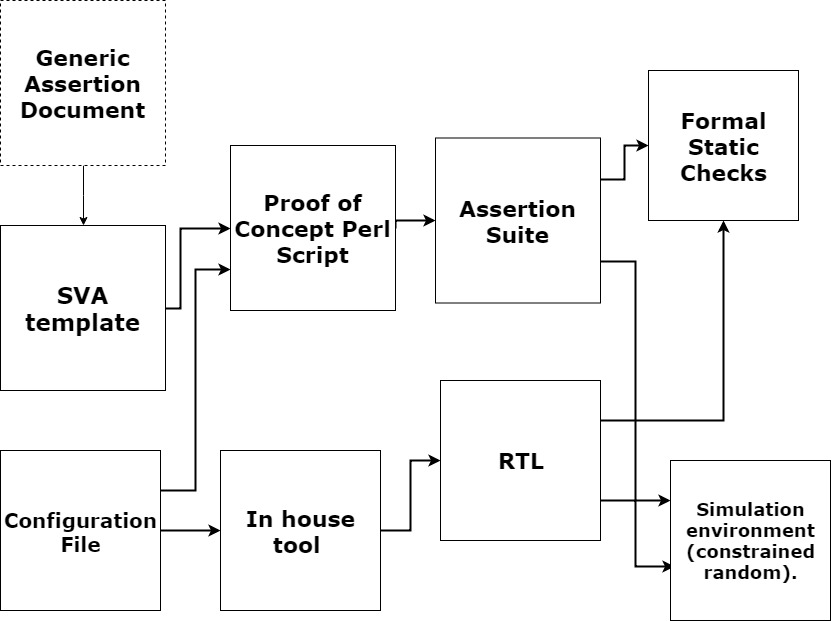 Generic
Assertion
Document
SVA
template
Proof of
Concept Perl
Script
Assertion
Suite
Formal
Static
Checks
Configuration
File
In house
tool
RTL
Simulation
environment
(constrained
random).